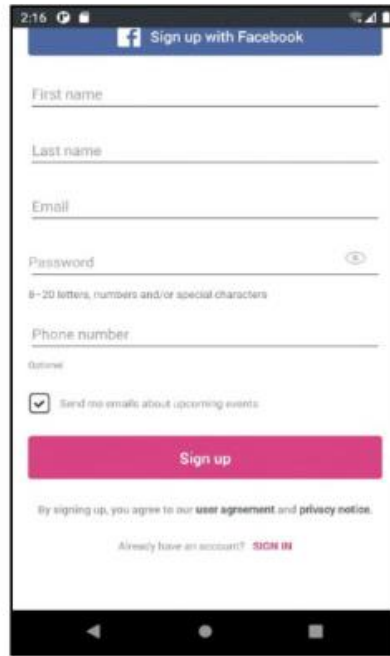 2:16
Sign up with Facebook
First name
Last name
Email
Password
8-20 letters, numbers and/or special characters
Phone number
Optional
Send me emails about upcoming events
Sign up
By signing up, you agree to our user agreement and privacy notice.
Already have an account? SIGN IN